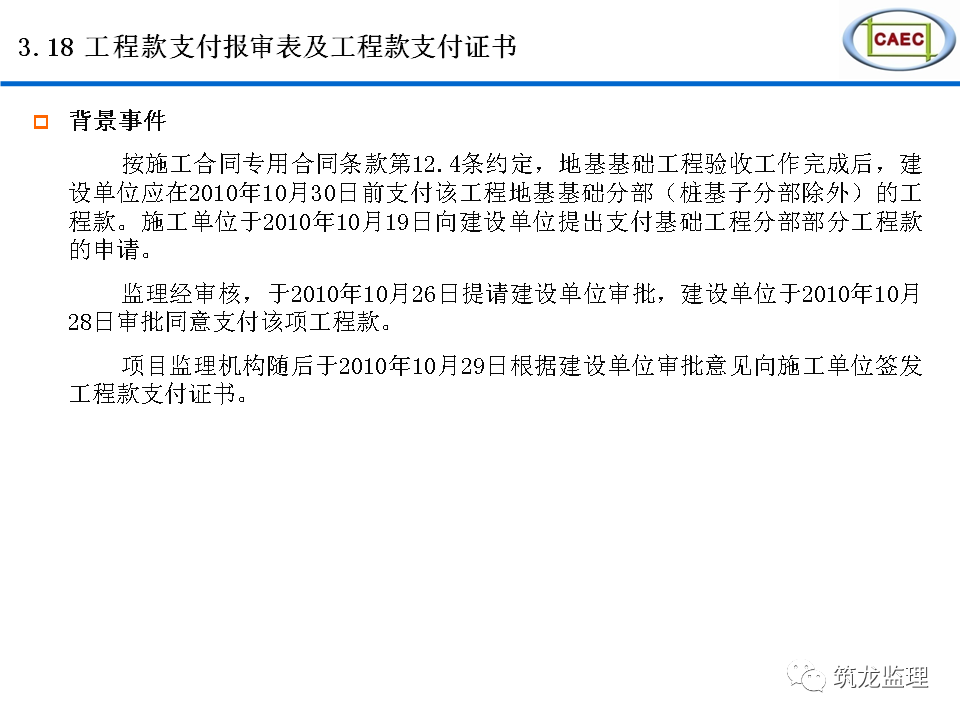 3.18 工程款支付报审表及工程款支付证书
CAEC
背景事件
按施工合同专用合同条款第12.4条约定，地基基础工程验收工作完成后，建
设单位应在2010年10月30日前支付该工程地基基础分部（桩基子分部除外）的工
程款。施工单位于2010年10月19日向建设单位提出支付基础工程分部部分工程款
的申请。
监理经审核，于2010年10月26日提请建设单位审批，建设单位于2010年10月
28日审批同意支付该项工程款。
项目监理机构随后于2010年10月29日根据建设单位审批意见向施工单位签发
工程款支付证书。
筑龙监理